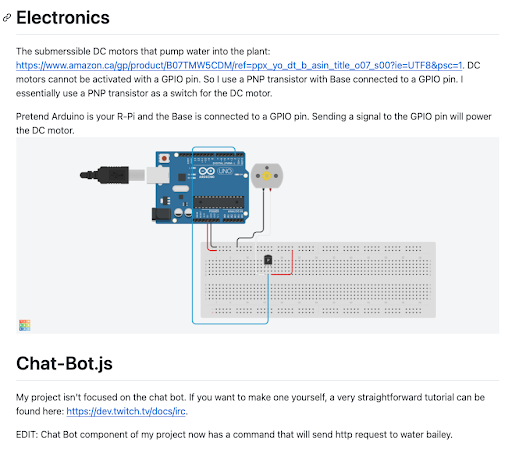 Electronics
The submerssible DC motors that pump water into the plant:
https://www.amazon.ca/gp/product/B07TMW5CDM/ref=ppx_yo_dt_b_asin_title_o07_s00?ie=UTF8&psc=1. DC
motors cannot be activated with a GPIO pin. So I use a PNP transistor with Base connected to a GPIO pin. I
essentially use a PNP transistor as a switch for the DC motor.
Pretend Arduino is your R-Pi and the Base is connected to a GPIO pin. Sending a signal to the GPIO pin will power
the DC motor.
UNO
ARDUINO
Chat-Bot.js
My project isn't focused on the chat bot. If you want to make one yourself, a very straightforward tutorial can be
found here: https://dev.twitch.tv/docs/irc.
EDIT: Chat Bot component of my project now has a command that will send http request to water bailey.